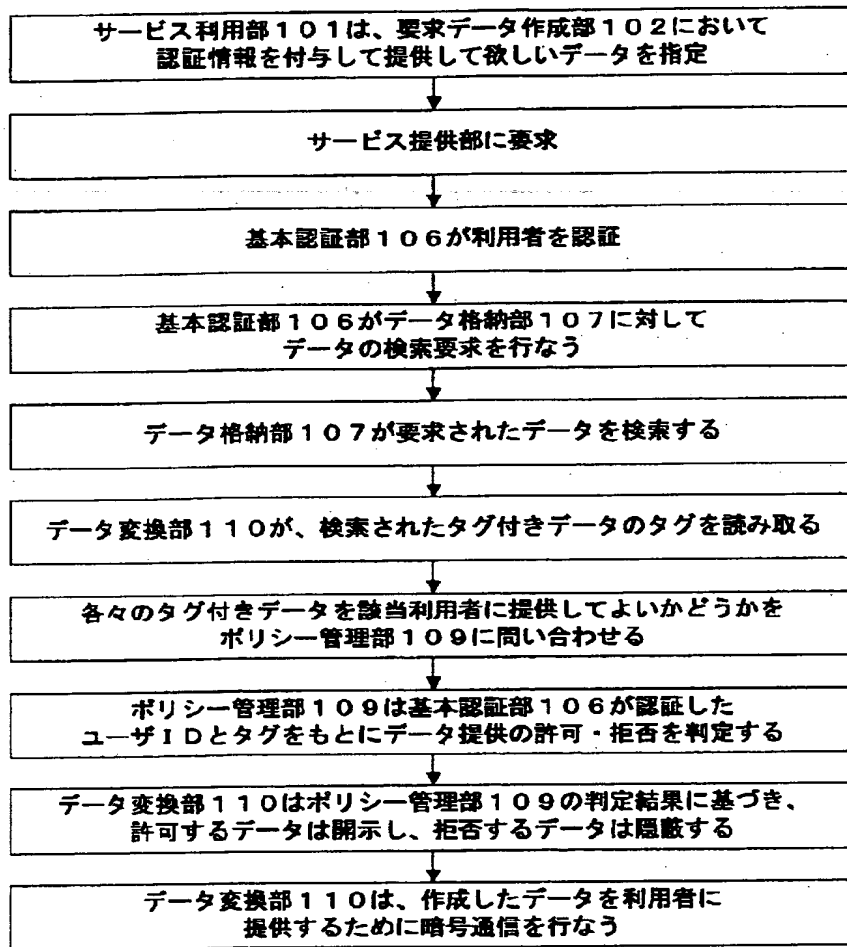 サービス利用部101は、要求データ作成部102において
認証情報を付与して提供して欲しいデータを指定
サービス提供部に要求
基本認証部106が利用者を認証
基本認証部106がデータ格納部107に対して
データの検索要求を行なう
データ格納部107が要求されたデータを検索する
データ変換部110が、検索されたタグ付きデータのタグを読み取る
各々のタグ付きデータを該当利用者に提供してよいかどうかを
ポリシー管理部109に問い合わせる
ポリシー管理部109は基本認証部106が認証した
ユーザIDとタグをもとにデータ提供の許可・拒否を判定する
データ変換部110はポリシー管理部109の判定結果に基づき、
許可するデータは開示し、拒否するデータは隠蔽する
データ変換部110は、作成したデータを利用者に
提供するために暗号通信を行なう